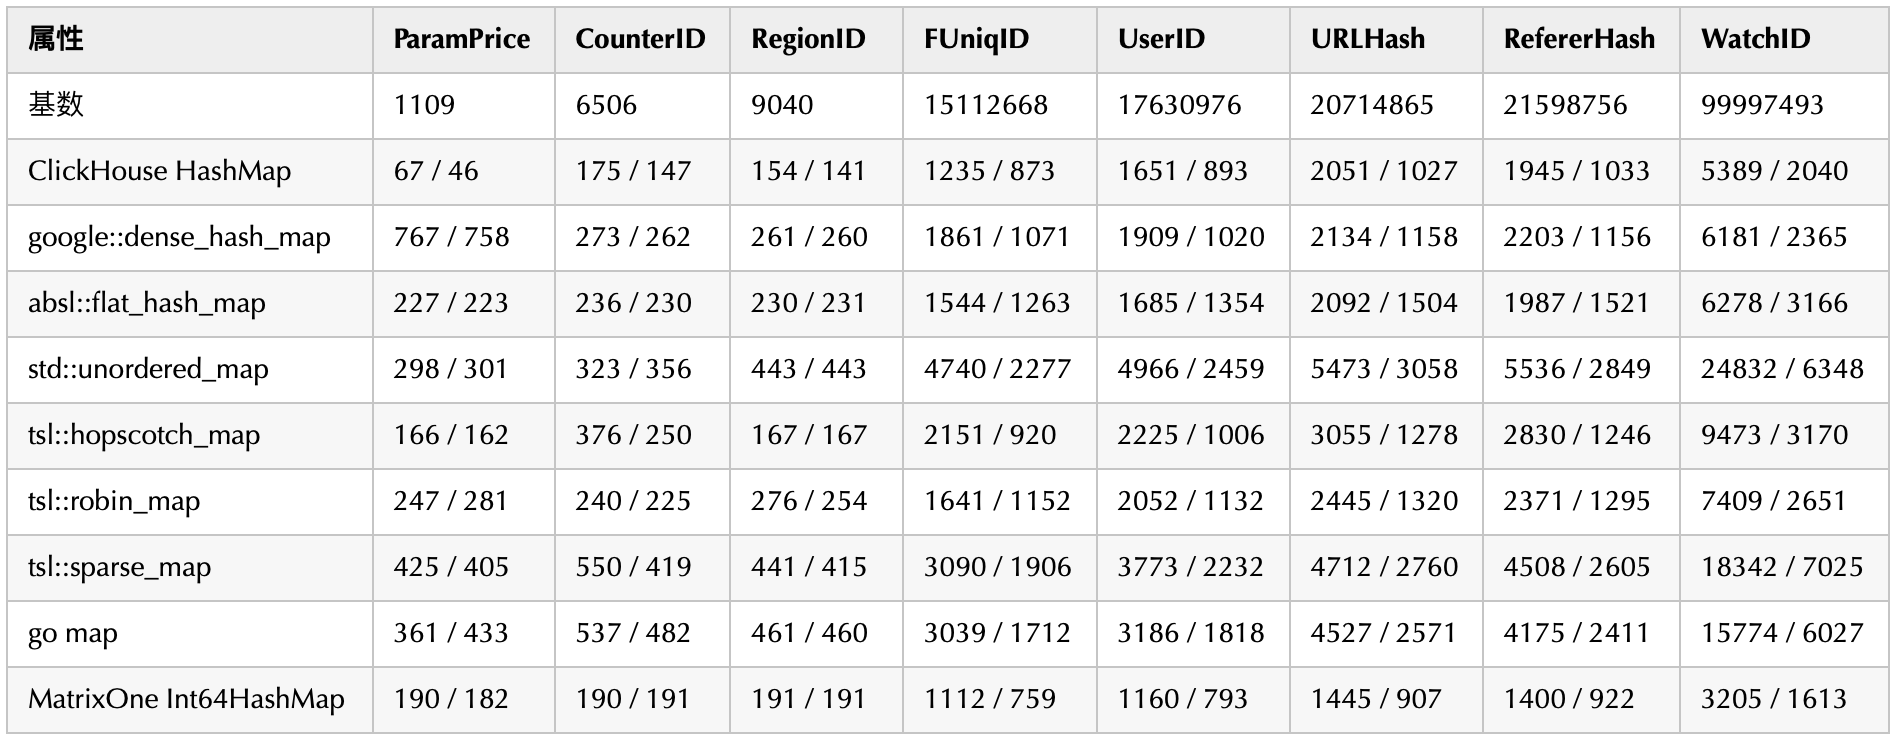 属性 ParamPrice CounterID RegionID FUniqID UserID URLHash RefererHash WatchID
基数 1109 6506 9040 15112668 17630976 20714865 21598756 99997493
ClickHouse HashMap 67 / 46 175 / 147 154 / 141 1235 / 873 1651 / 893 2051 / 1027 1945 / 1033 5389 / 2040
google::dense_hash_map 767 / 758 273 / 262 261 / 260 1861 / 1071 1909 / 1020 2134 / 1158 2203 / 1156 6181 / 2365
absl::flat_hash_map 227 / 223 236 / 230 230 / 231 1544 / 1263 1685 / 1354 2092 / 1504 1987 / 1521 6278 / 3166
std::unordered_map 298 / 301 323 / 356 443 / 443 4740 / 2277 4966 / 2459 5473 / 3058 5536 / 2849 24832 / 6348
tsl::hopscotch_map 166 / 162 376 / 250 167 / 167 2151 / 920 2225 / 1006 3055 / 1278 2830 / 1246 9473 / 3170
tsl::robin_map 247 / 281 240 / 225 276 / 254 1641 / 1152 2052 / 1132 2445 / 1320 2371 / 1295 7409 / 2651
tsl::sparse_map 425 / 405 550 / 419 441 / 415 3090 / 1906 3773 / 2232 4712 / 2760 4508 / 2605 18342 / 7025
go map 361 / 433 537 / 482 461 / 460 3039 / 1712 3186 / 1818 4527 / 2571 4175 / 2411 15774 / 6027
MatrixOne Int64HashMap 190 / 182 190 / 191 191 / 191 1112 / 759 1160 / 793 1445 / 907 1400 / 922 3205 / 1613